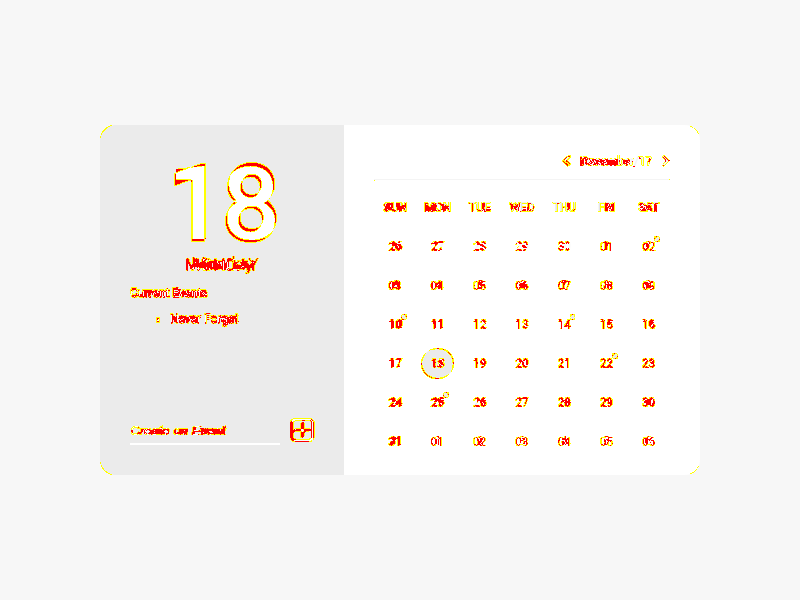 18
Monday
Current Events
Never Forget
Create an Event
December, 17
SUN MON TUE WED THU FRI SAT
26 27 28 29 30 01 02
03 04 05 06 07 08 09
10 11 12 13 14 15 16
17 18 19 20 21 22 23
24 25 26 27 28 29 30
31 01 02 03 04 05 06